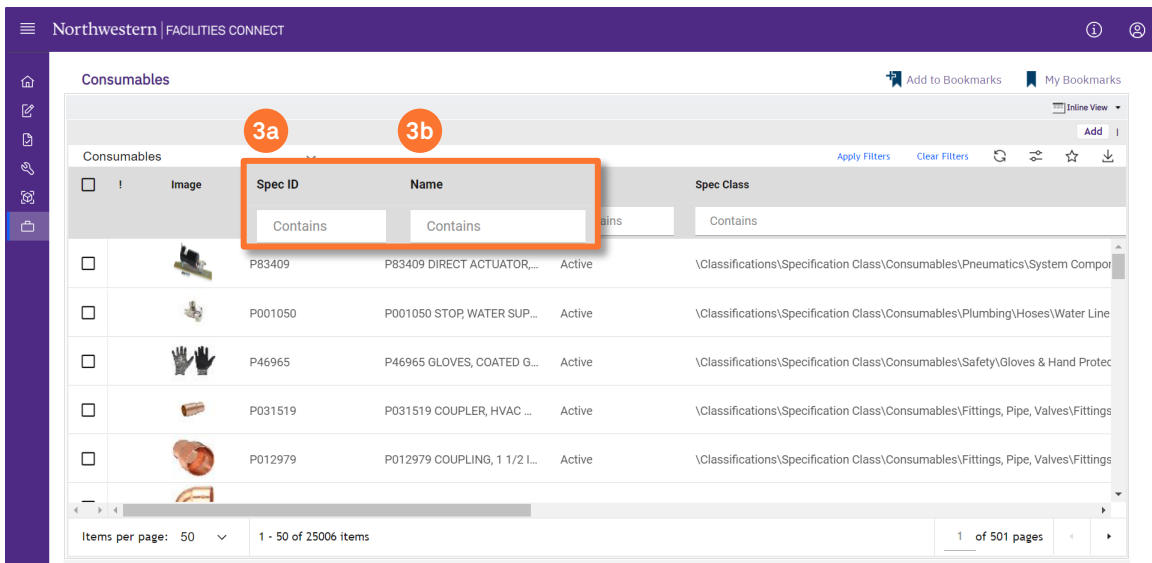 Northwestern | FACILITIES CONNECT
Consumables
Add to Bookmarks
My Bookmarks
Inline View
3a
3b
Add
Consumables
Apply Filters
Clear Filters
! Image Spec ID Name Spec Class
Contains Contains ains Contains
P83409 P83409 DIRECT ACTUATOR,... Active \Classifications\Specification Class\Consumables\Pneumatics\System Compor
P001050 P001050 STOP, WATER SUP... Active \Classifications\Specification Class\Consumables\Plumbing\Hoses\Water Line
P46965 P46965 GLOVES, COATED G... Active \Classifications\Specification Class\Consumables\Safety\Gloves & Hand Protec
P031519 P031519 COUPLER, HVAC ... Active \Classifications\Specification Class\Consumables\Fittings, Pipe, Valves\Fittings
P012979 P012979 COUPLING, 1 1/2 I... Active \Classifications\Specification Class\Consumables\Fittings, Pipe, Valves\Fittings
Items per page: 50 1 - 50 of 25006 items 1 of 501 pages